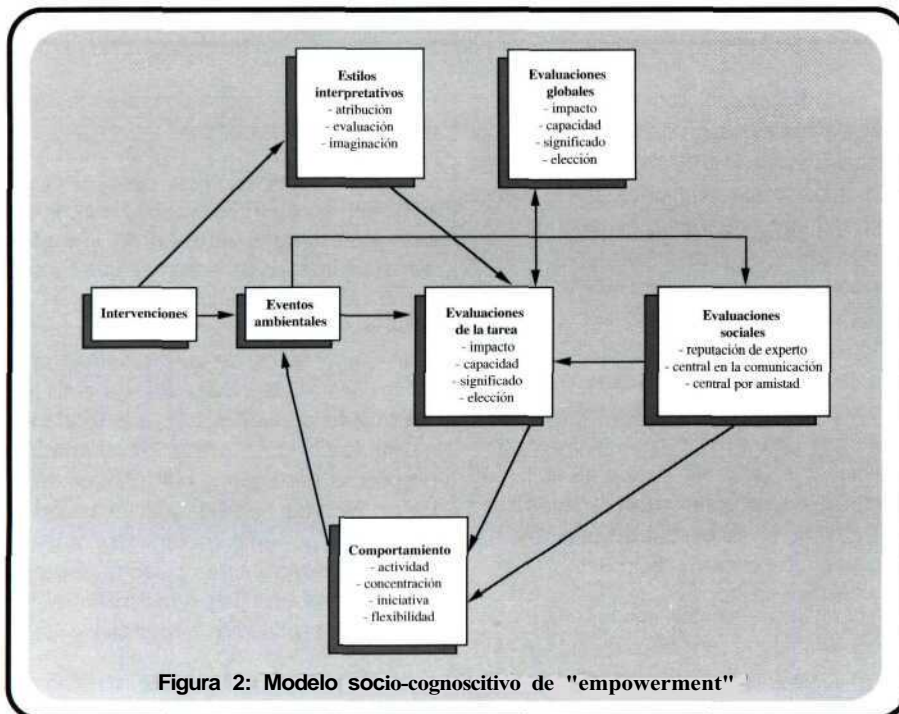 Estilos
interpretativos
- atribución
- evaluación
- imaginación
Evaluaciones
globales
- impacto
- capacidad
- significado
- elección
Intervenciones
Eventos
ambientales
Evaluaciones
de la tarea
- impacto
- capacidad
- significado
- elección
Evaluaciones
sociales
- reputación de experto
- central en la comunicación
- central por amistad
Comportamiento
- actividad
- concentración
- iniciativa
- flexibilidad
Figura 2: Modelo socio-cognoscitivo de "empowerment"